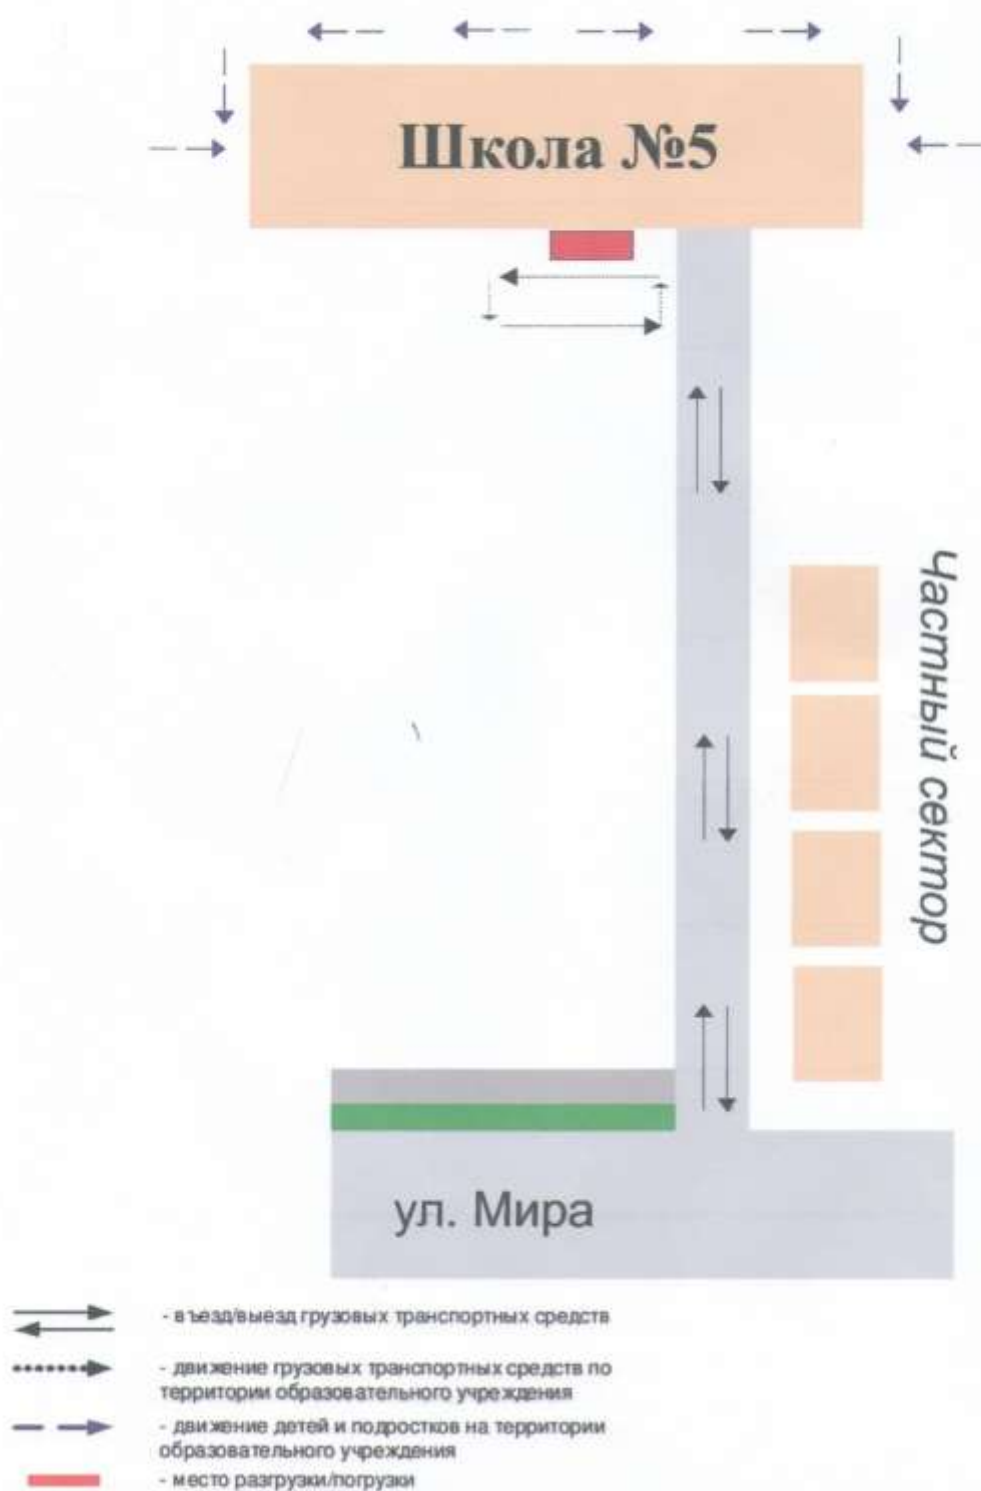 Школа №5
Частный сектор
ул. Мира
- въезд/выезд грузовых транспортных средств
- движение грузовых транспортных средств по
территории образовательного учреждения
- движение детей и подростков на территории
образовательного учреждения
- место разгрузки/погрузки